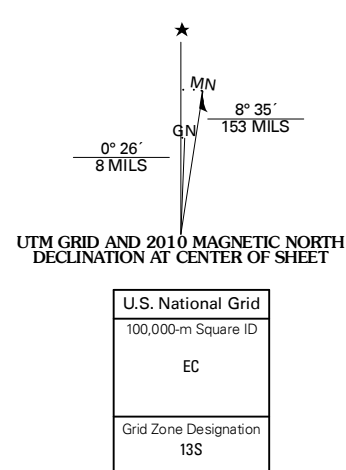 ★
MN
GN
8° 35´
153 MILS
0° 26´
8 MILS
UTM GRID AND 2010 MAGNETIC NORTH
DECLINATION AT CENTER OF SHEET
U.S. National Grid
100,000-m Square ID
EC
Grid Zone Designation
13S